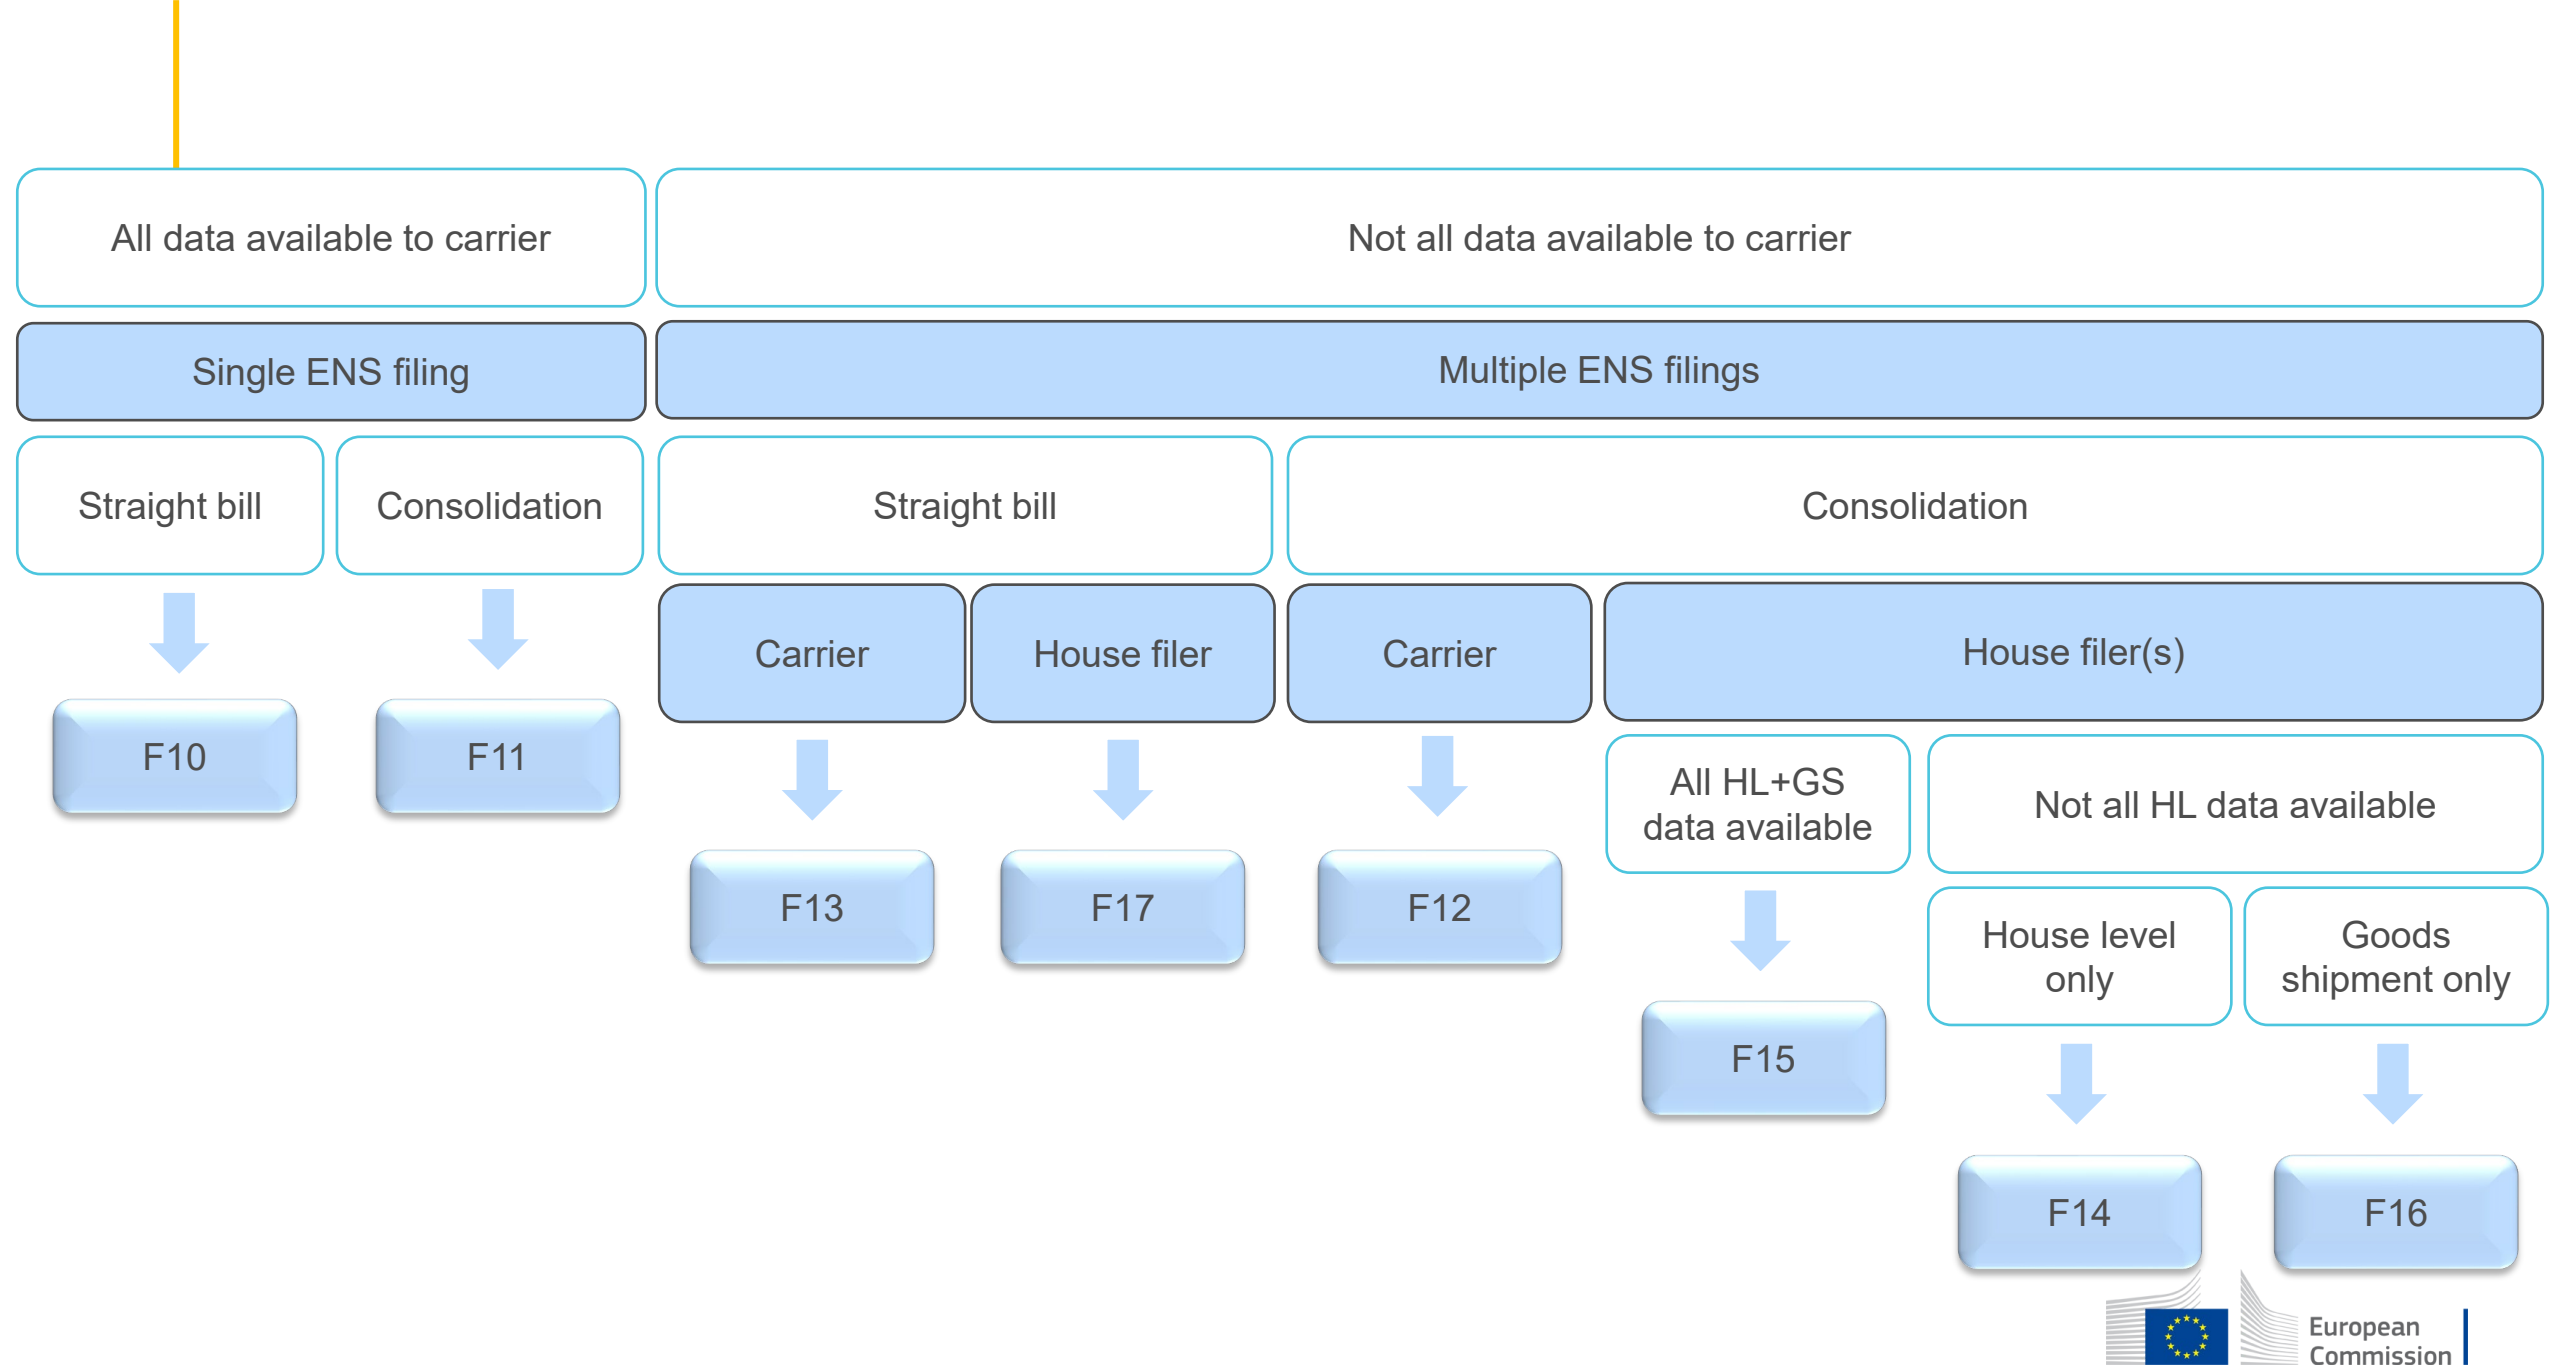 All data available to carrier
Not all data available to carrier
Single ENS filing
Multiple ENS filings
Straight bill
Consolidation
Straight bill
Consolidation
Carrier
House filer
Carrier
House filer(s)
F10
F11
All HL+GS
data available
Not all HL data available
F13
F17
F12
House level
only
Goods
shipment only
F15
F14
F16
European
Commission